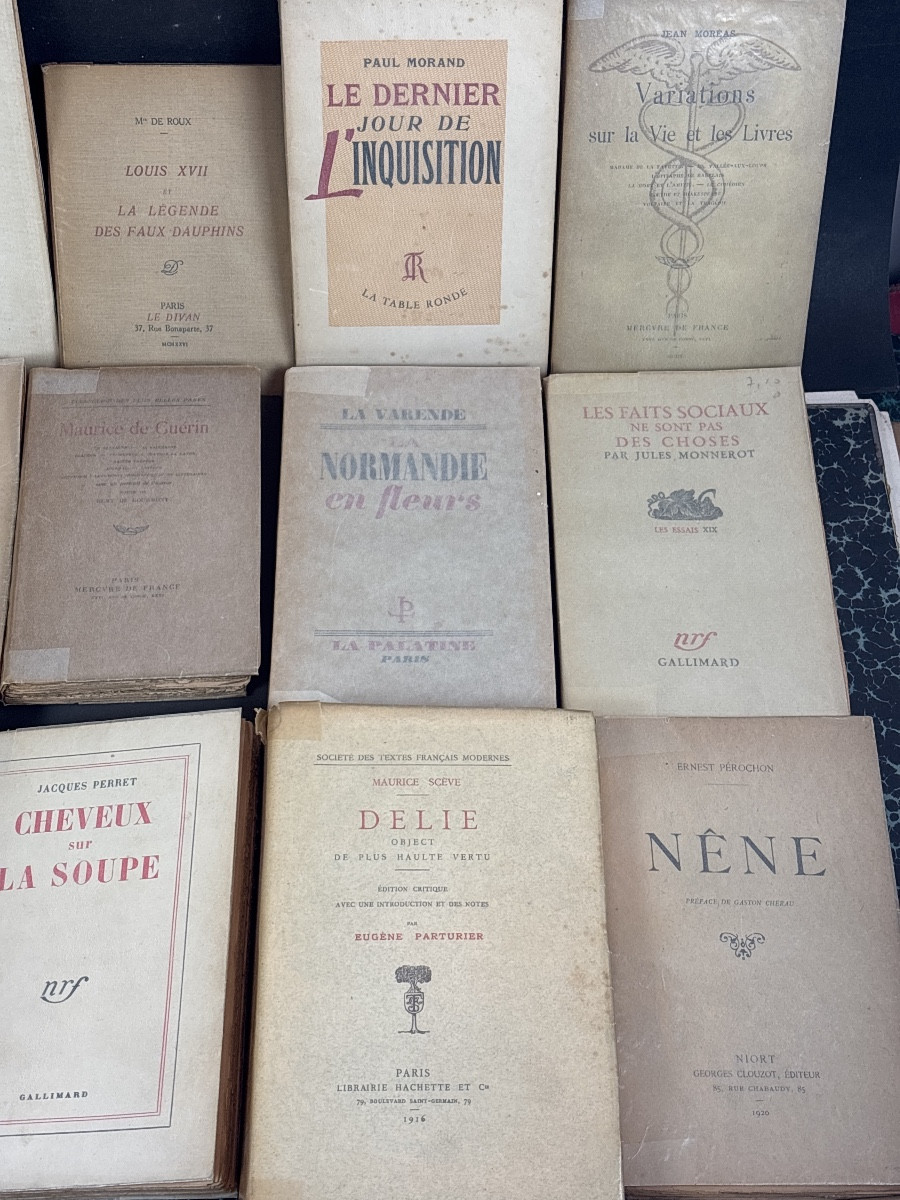 Mis DE ROUX
LOUIS XVII
ET
LA LÉGENDE
DES FAUX DAUPHINS
PARIS
LE DIVAN
37, Rue Bonaparte, 37
PAUL MORAND
LE DERNIER
JOUR DE
L'INQUISITION
LA TABLE RONDE
JEAN MORÉAS
Variations
sur la Vie et les Livres
PARIS
MERCVRE DE FRANCE
Maurice de Guérin
PARIS
MERCVRE DE FRANCE
LA VARENDE
LA
NORMANDIE
en fleurs
LA PALATINE
PARIS
7,10
LES FAITS SOCIAUX
NE SONT PAS
DES CHOSES
PAR JULES MONNEROT
LES ESSAIS XIX
nrf
GALLIMARD
JACQUES PERRET
CHEVEUX
sur
LA SOUPE
nrf
GALLIMARD
SOCIÉTÉ DES TEXTES FRANÇAIS MODERNES
MAURICE SCÈVE
DELIE
OBJECT
DE PLUS HAULTE VERTU
ÉDITION CRITIQUE
AVEC UNE INTRODUCTION ET DES NOTES
PAR
EUGÈNE PARTURIER
PARIS
LIBRAIRIE HACHETTE ET Cie
79, BOULEVARD SAINT-GERMAIN, 79
1916
ERNEST PÉROCHON
NÊNE
PRÉFACE DE GASTON CHÉRAU
NIORT
GEORGES CLOUZOT, ÉDITEUR
85, RUE CHABAUDY, 85
1920